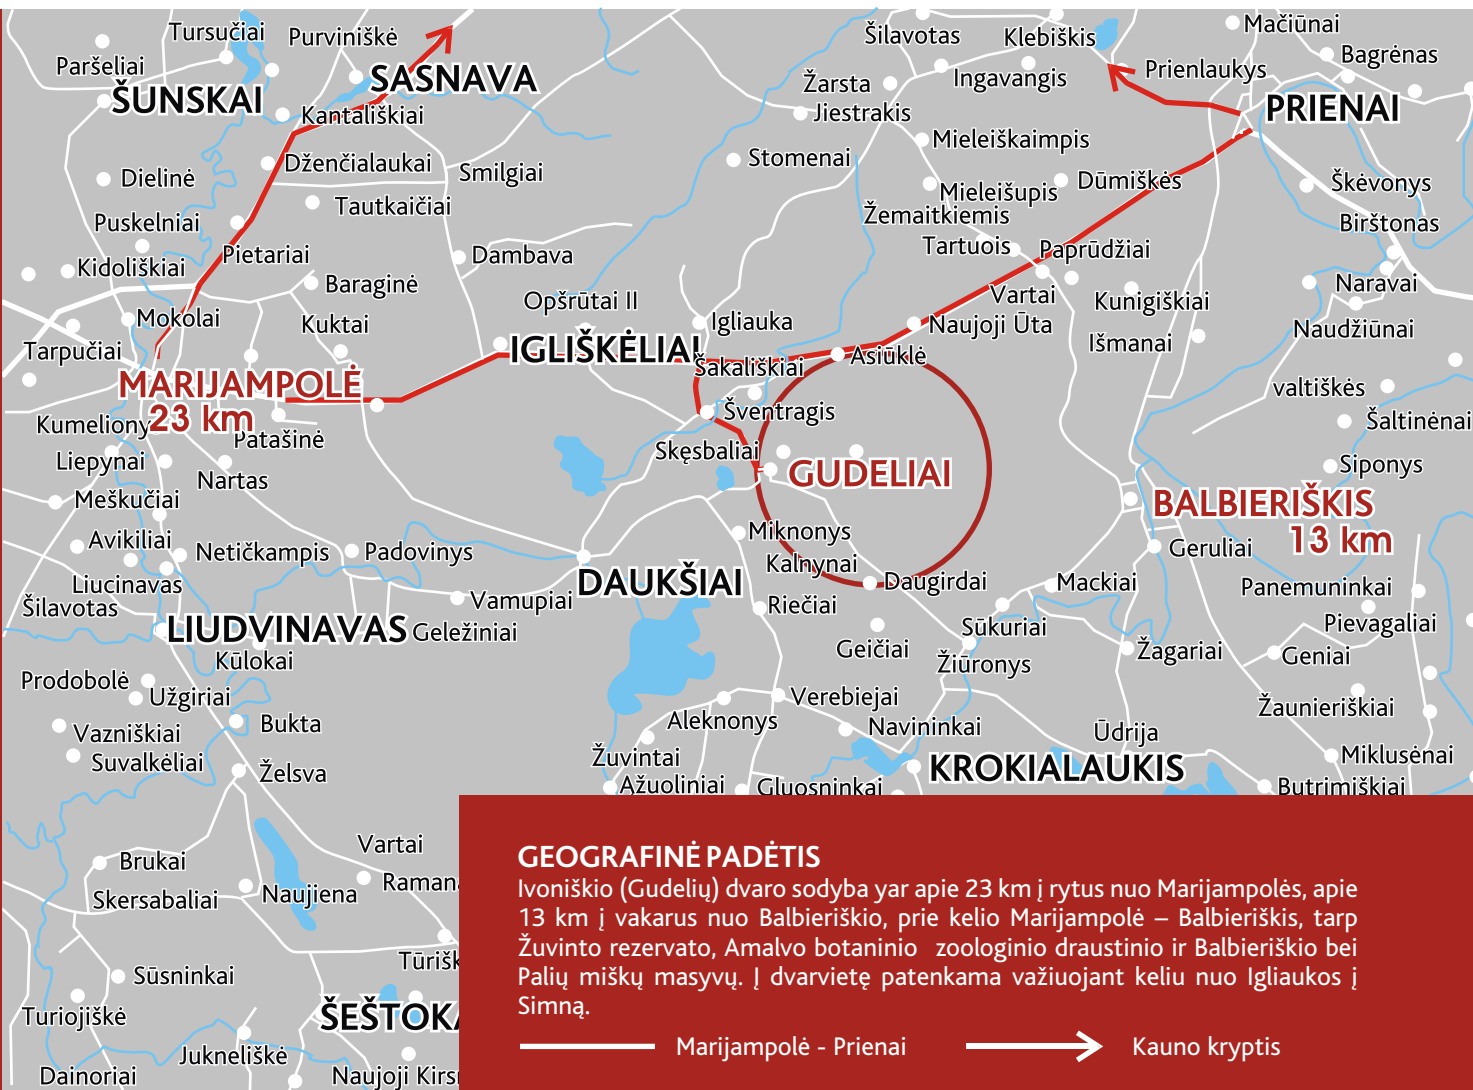 Tursučiai
Purviniškė
Šilavotas
Klebiškis
Mačiūnai
Paršeliai
SASNAVA
Žarsta
Ingavangis
Prienlaukys
Bagrėnas
ŠUNSKAI
Kantališkiai
Jiestrakis
PRIENAI
Dženčialaukai
Smilgiai
Stomenai
Mieleiškaimpis
Dielinė
Tautkaičiai
Mieleišupis
Dūmiškės
Škėvonys
Puskelniai
Žemaitkiemis
Birštonas
Pietariai
Dambava
Tartuois
Paprūdžiai
Kidoliškiai
Baraginė
Opšrūtai II
Vartai
Kunigiškiai
Naravai
Mokolai
Kuktai
Igliauka
Naujoji Ūta
Naudžiūnai
Tarpučiai
IGLIŠKĖLIAI
Šakališkiai
Asiūklė
Išmanai
MARIJAMPOLĖ
23 km
valtiškės
Kumeliony
Patašinė
Šventragis
Šaltinėnai
Liepynai
Nartas
Skęsbaliai
GUDELIAI
Siponys
Meškučiai
BALBIERIŠKIS
13 km
Avikiliai
Netičkampis
Padovinys
Miknonys
Geruliai
Liucinavas
Kalnynai
Šilavotas
Vamupiai
DAUKŠIAI
Daugirdai
Mackiai
Panemuninkai
LIUDVINAVAS
Geležiniai
Riečiai
Sūkuriai
Pievagaliai
Kūlokai
Geičiai
Žiūronys
Žagariai
Geniai
Prodobolė
Užgiriai
Verebiejai
Žaunieriškiai
Vazniškiai
Bukta
Aleknonys
Navininkai
Ūdrija
Suvalkėliai
Želsva
Žuvintai
KROKIALAUKIS
Miklusėnai
Ažuoliniai
Gluosninkai
Butrimiškiai
Brukai
Vartai
Skersabaliai
Naujiena
Ramana
Sūsninkai
Tūrišk
Turiojiškė
ŠEŠTOKA
Jukneliškė
Dainoriai
Naujoji Kirsn
GEOGRAFINĖ PADĖTIS
Ivoniškio (Gudelių) dvaro sodyba yar apie 23 km į rytus nuo Marijampolės, apie
13 km į vakarus nuo Balbieriškio, prie kelio Marijampolė – Balbieriškis, tarp
Žuvinto rezervato, Amalvo botaninio zoologinio draustinio ir Balbieriškio bei
Palių miškų masyvų. Į dvarvietę patenkama važiuojant keliu nuo Igliaukos į
Simną.
Marijampolė - Prienai
Kauno kryptis